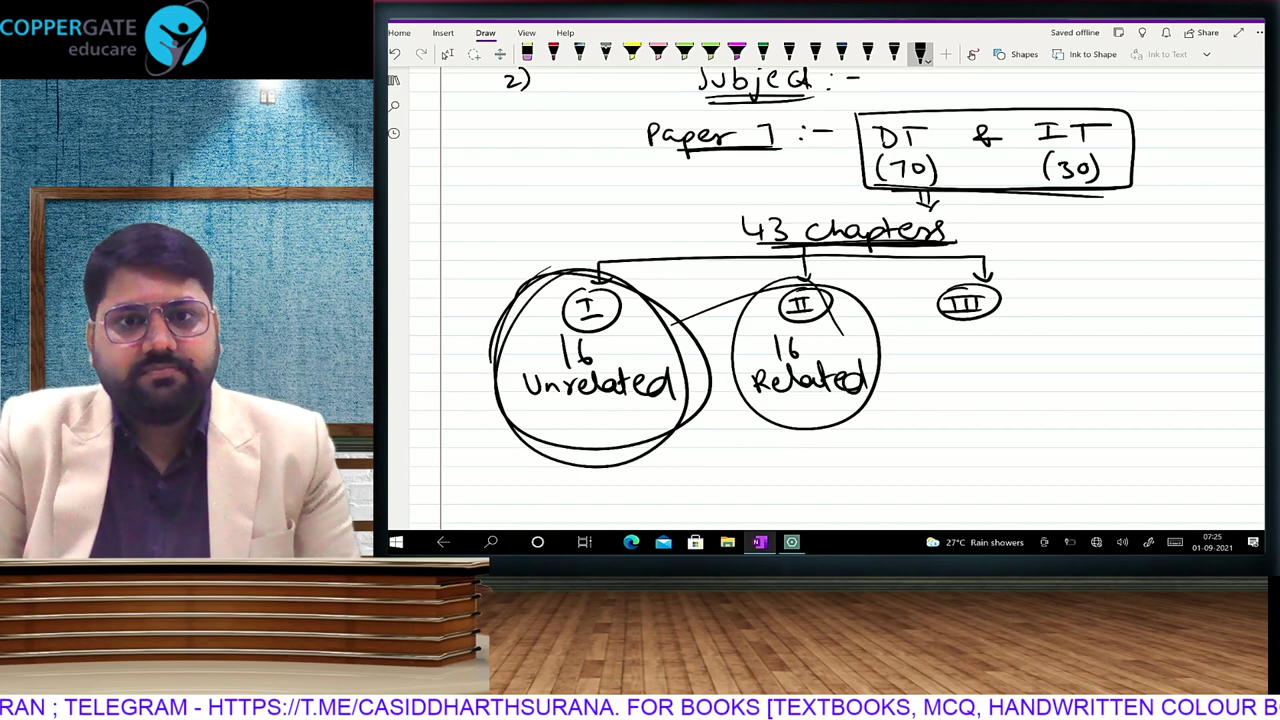 COPPERGATE
educare
Home Insert Draw View Help
Saved offline
Share
Shapes
Ink to Shape
Ink to Text
2) Subject :-
Paper 7 :- DT & IT
(70) (30)
43 chapters
I II III
16 16
Unrelated Related
27°C Rain showers
07:25
01-09-2021
RAN ; TELEGRAM - HTTPS://T.ME/CASIDDHARTHSURANA. FOR BOOKS [TEXTBOOKS, MCQ, HANDWRITTEN COLOUR B